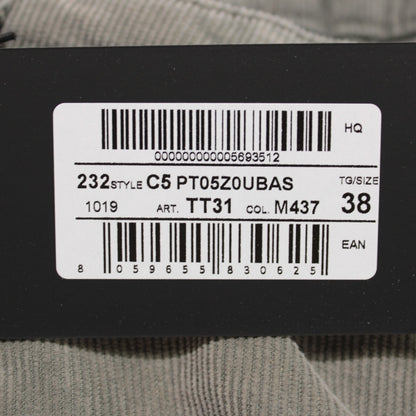 HQ
000000000005693512
232 STYLE C5 PT05Z0UBAS TG/SIZE
1019 ART. TT31 COL. M437 38
EAN
8 059655 830625